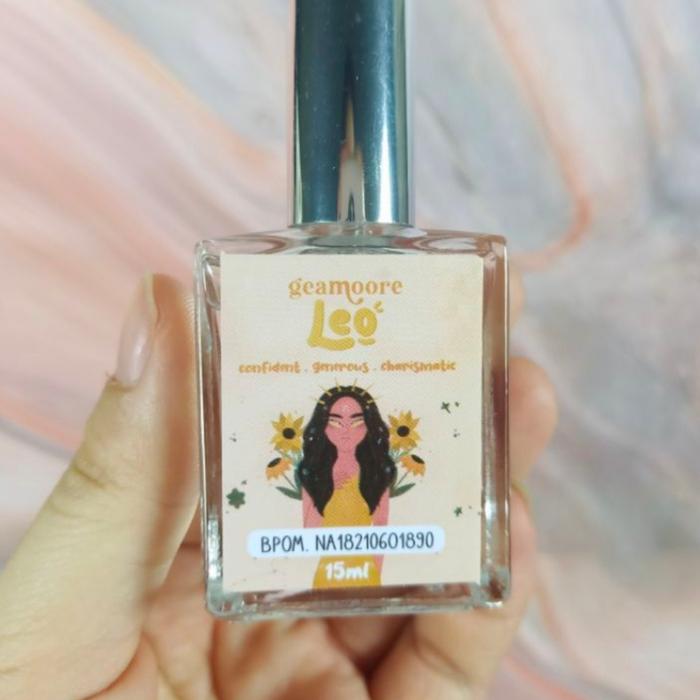 geamoore
Leo
confident . generous . charismatic
BPOM. NA18210601890
15ml